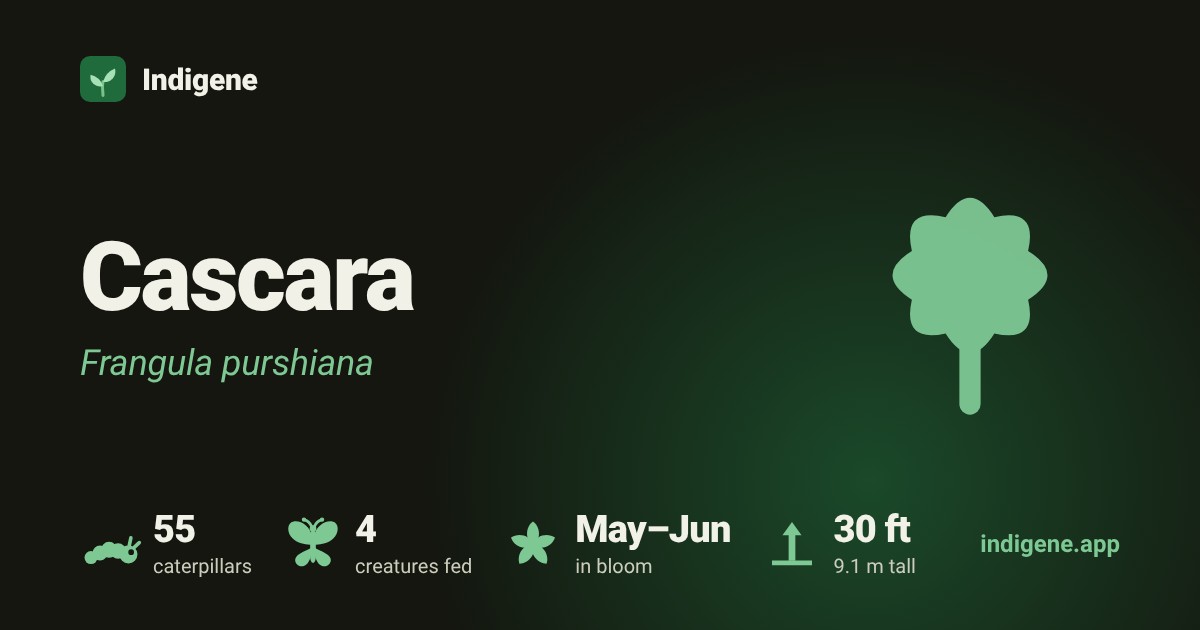 Indigene
Cascara
Frangula purshiana
55
caterpillars
4
creatures fed
May–Jun
in bloom
30 ft
9.1 m tall
indigene.app